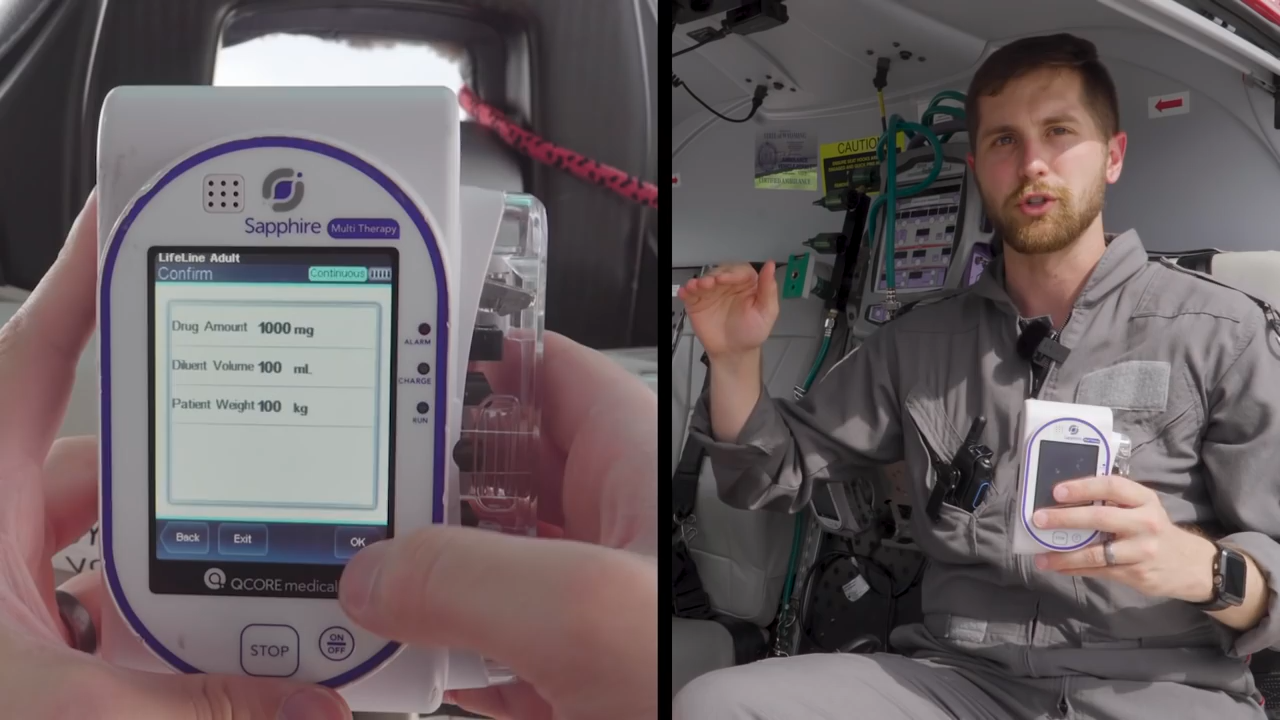 Sapphire
Multi Therapy
LifeLine Adult
Confirm
Continuous
Drug Amount 1000 mg
Diluent Volume 100 mL
Patient Weight 100 kg
Back
Exit
OK
QCORE medical
ALARM
CHARGE
RUN
STOP
ON
OFF
CAUTION